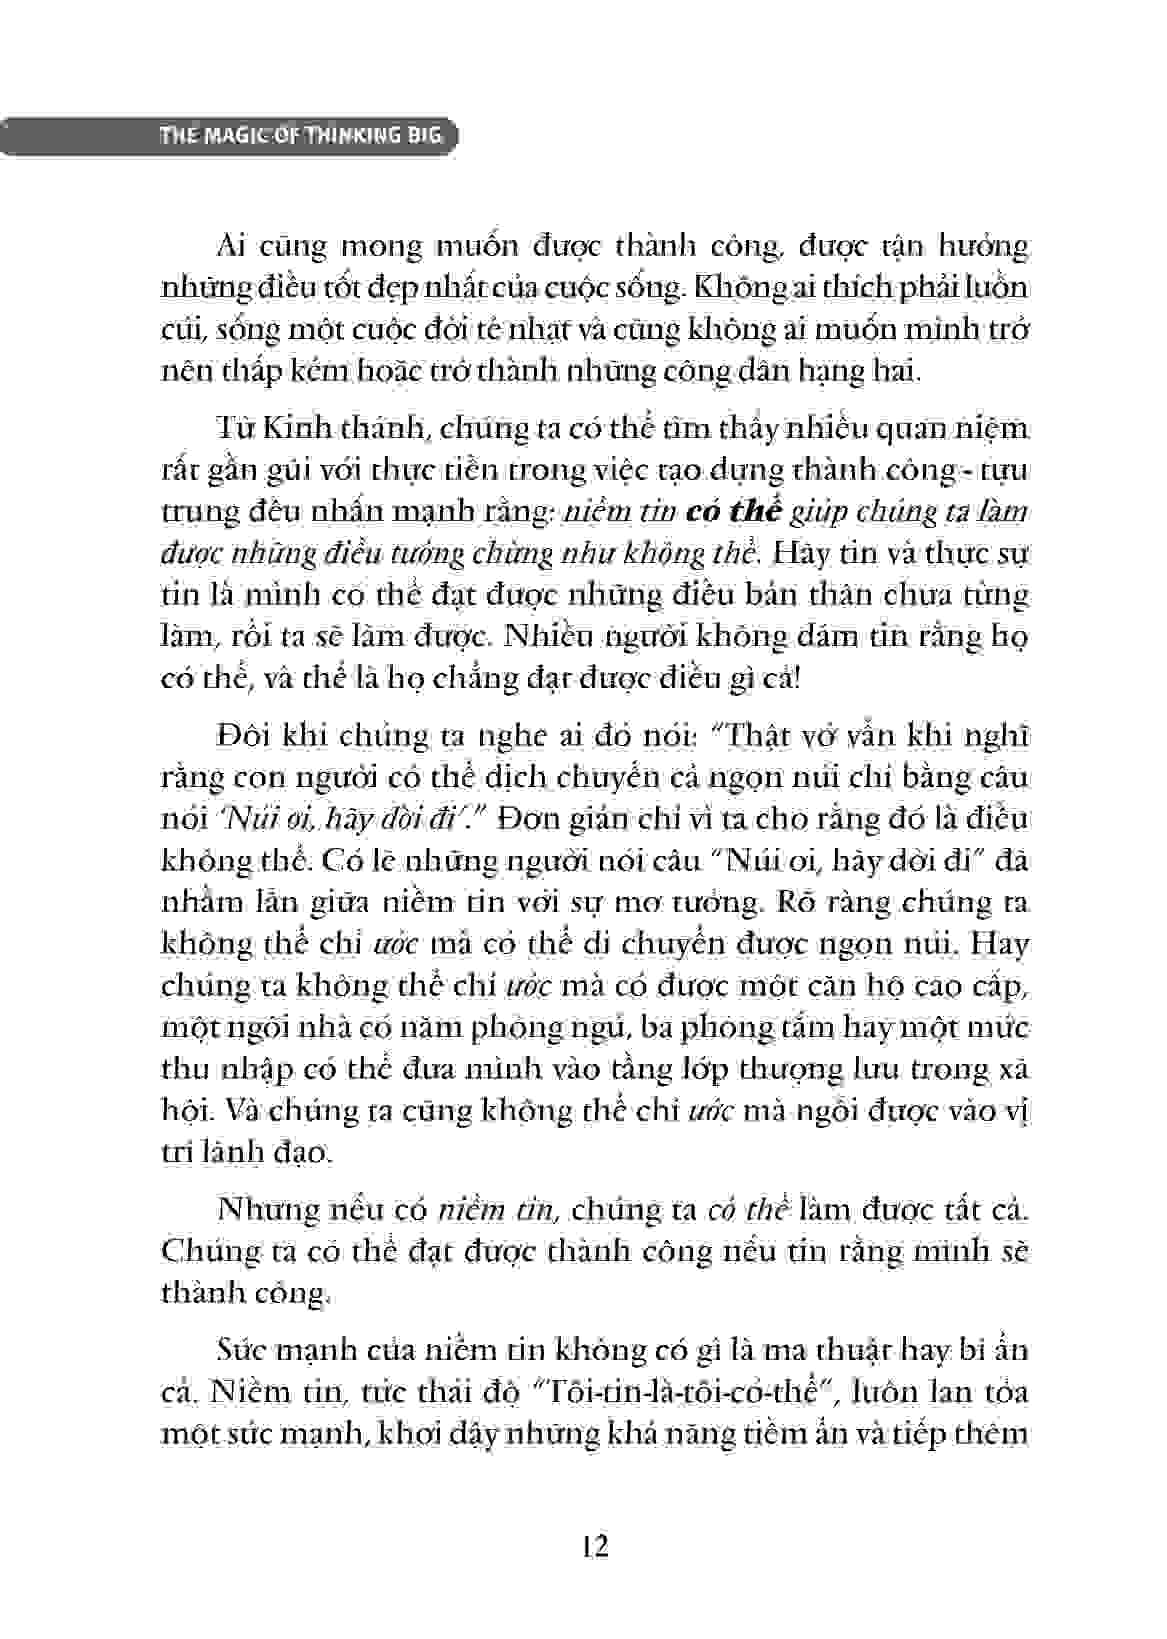 THE MAGIC OF THINKING BIG
Ai cũng mong muốn được thành công, được tận hưởng
những điều tốt đẹp nhất của cuộc sống. Không ai thích phải luồn
cúi, sống một cuộc đời tẻ nhạt và cũng không ai muốn mình trở
nên thấp kém hoặc trở thành những công dân hạng hai.
Từ Kinh thánh, chúng ta có thể tìm thấy nhiều quan niệm
rất gần gũi với thực tiễn trong việc tạo dựng thành công - tựu
trung đều nhấn mạnh rằng: niềm tin có thể giúp chúng ta làm
được những điều tưởng chừng như không thể. Hãy tin và thực sự
tin là mình có thể đạt được những điều bản thân chưa từng
làm, rồi ta sẽ làm được. Nhiều người không dám tin rằng họ
có thể, và thế là họ chẳng đạt được điều gì cả!
Đôi khi chúng ta nghe ai đó nói: “Thật vớ vẩn khi nghĩ
rằng con người có thể dịch chuyển cả ngọn núi chỉ bằng câu
nói ‘Núi ơi, hãy dời đi’.” Đơn giản chỉ vì ta cho rằng đó là điều
không thể. Có lẽ những người nói câu “Núi ơi, hãy dời đi” đã
nhầm lẫn giữa niềm tin với sự mơ tưởng. Rõ ràng chúng ta
không thể chỉ ước mà có thể di chuyển được ngọn núi. Hay
chúng ta không thể chỉ ước mà có được một căn hộ cao cấp,
một ngôi nhà có năm phòng ngủ, ba phòng tắm hay một mức
thu nhập có thể đưa mình vào tầng lớp thượng lưu trong xã
hội. Và chúng ta cũng không thể chỉ ước mà ngồi được vào vị
trí lãnh đạo.
Nhưng nếu có niềm tin, chúng ta có thể làm được tất cả.
Chúng ta có thể đạt được thành công nếu tin rằng mình sẽ
thành công.
Sức mạnh của niềm tin không có gì là ma thuật hay bí ẩn
cả. Niềm tin, tức thái độ “Tôi-tin-là-tôi-có-thể”, luôn lan tỏa
một sức mạnh, khơi dậy những khả năng tiềm ẩn và tiếp thêm
12